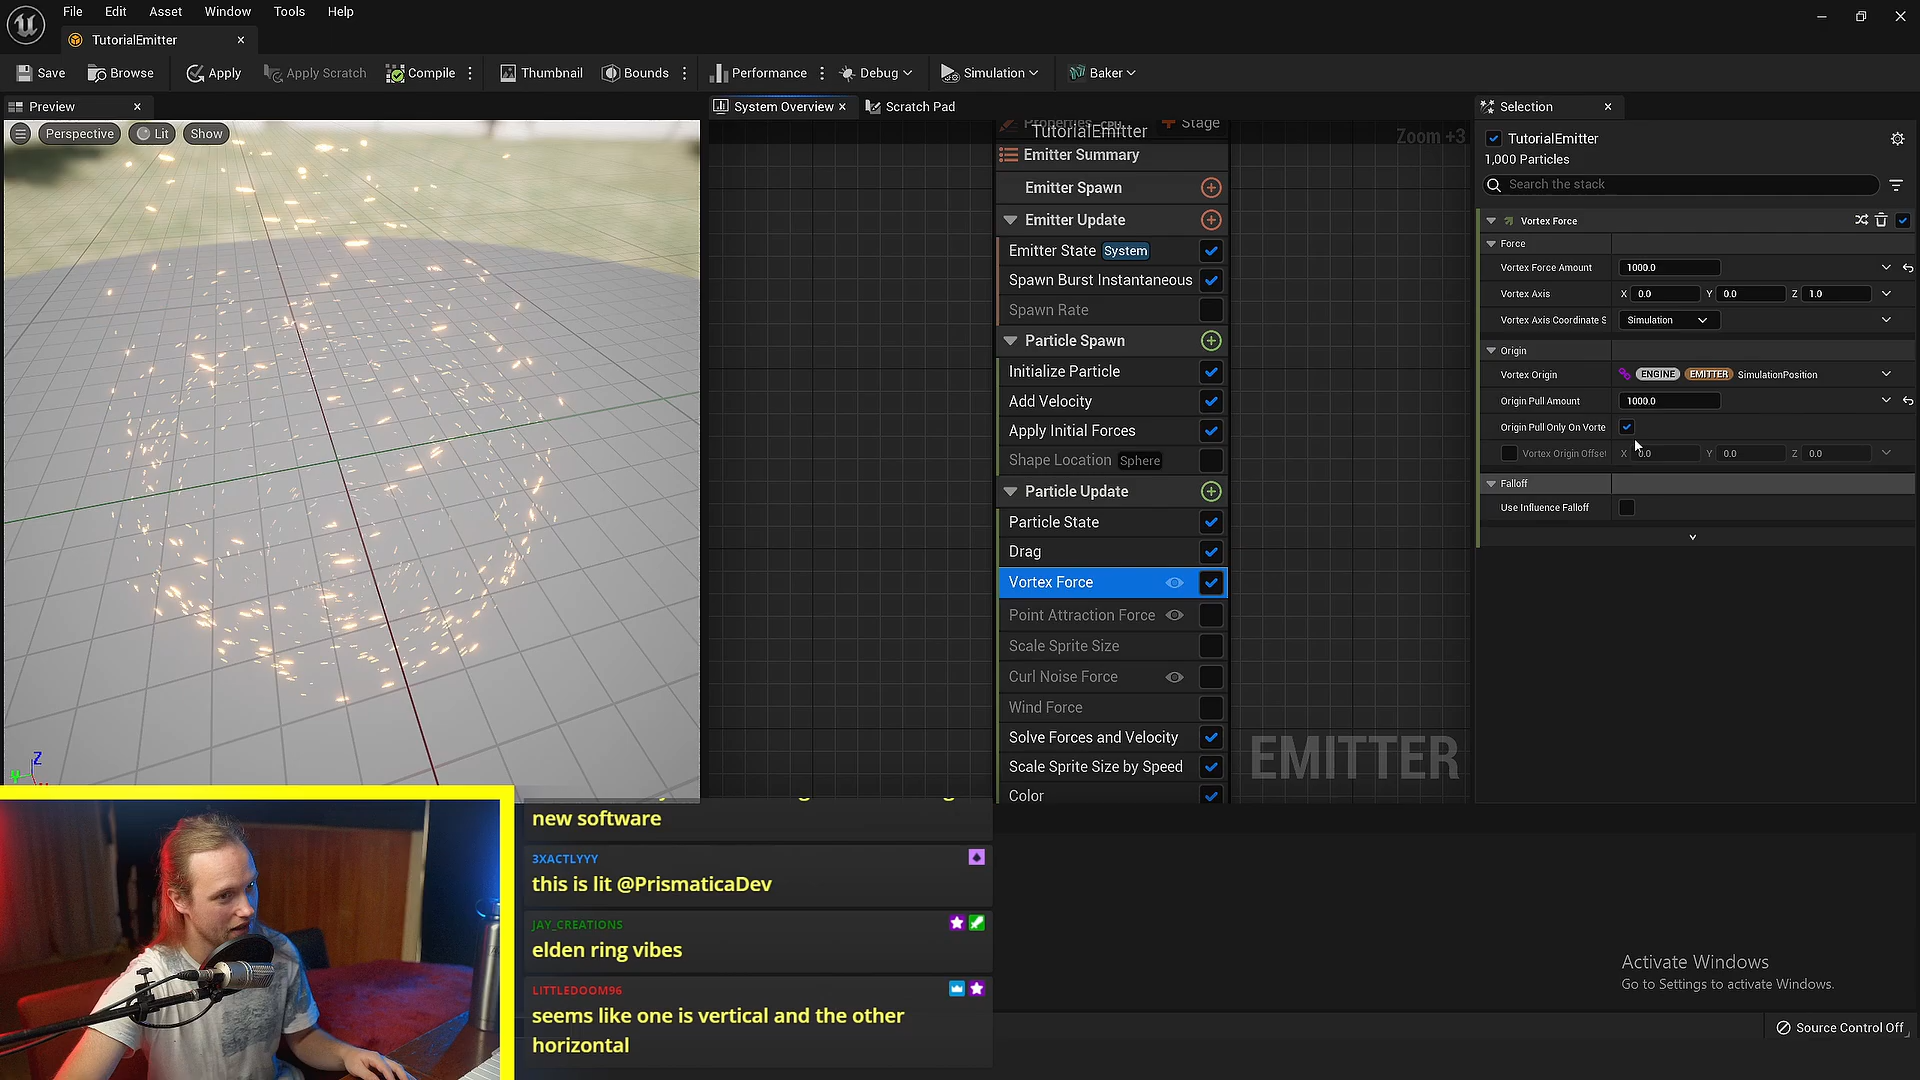 File Edit Asset Window Tools Help
TutorialEmitter
Save Browse Apply Apply Scratch Compile Thumbnail Bounds Performance Debug Simulation Baker
Preview
Perspective Lit Show
Z
System Overview Scratch Pad
Stage
TutorialEmitter
Zoom +3
Emitter Summary
Emitter Spawn
Emitter Update
Emitter State System
Spawn Burst Instantaneous
Spawn Rate
Particle Spawn
Initialize Particle
Add Velocity
Apply Initial Forces
Shape Location Sphere
Particle Update
Particle State
Drag
Vortex Force
Point Attraction Force
Scale Sprite Size
Curl Noise Force
Wind Force
Solve Forces and Velocity
Scale Sprite Size by Speed
Color
EMITTER
Selection
TutorialEmitter
1,000 Particles
Search the stack
Vortex Force
Force
Vortex Force Amount 1000.0
Vortex Axis X 0.0 Y 0.0 Z 1.0
Vortex Axis Coordinate S Simulation
Origin
Vortex Origin ENGINE EMITTER SimulationPosition
Origin Pull Amount 1000.0
Origin Pull Only On Vorte
Vortex Origin Offset X 0.0 Y 0.0 Z 0.0
Falloff
Use Influence Falloff
new software
3XACTLYYY
this is lit @PrismaticaDev
JAY_CREATIONS
elden ring vibes
LITTLEDOOM96
seems like one is vertical and the other
horizontal
Activate Windows
Go to Settings to activate Windows.
Source Control Off